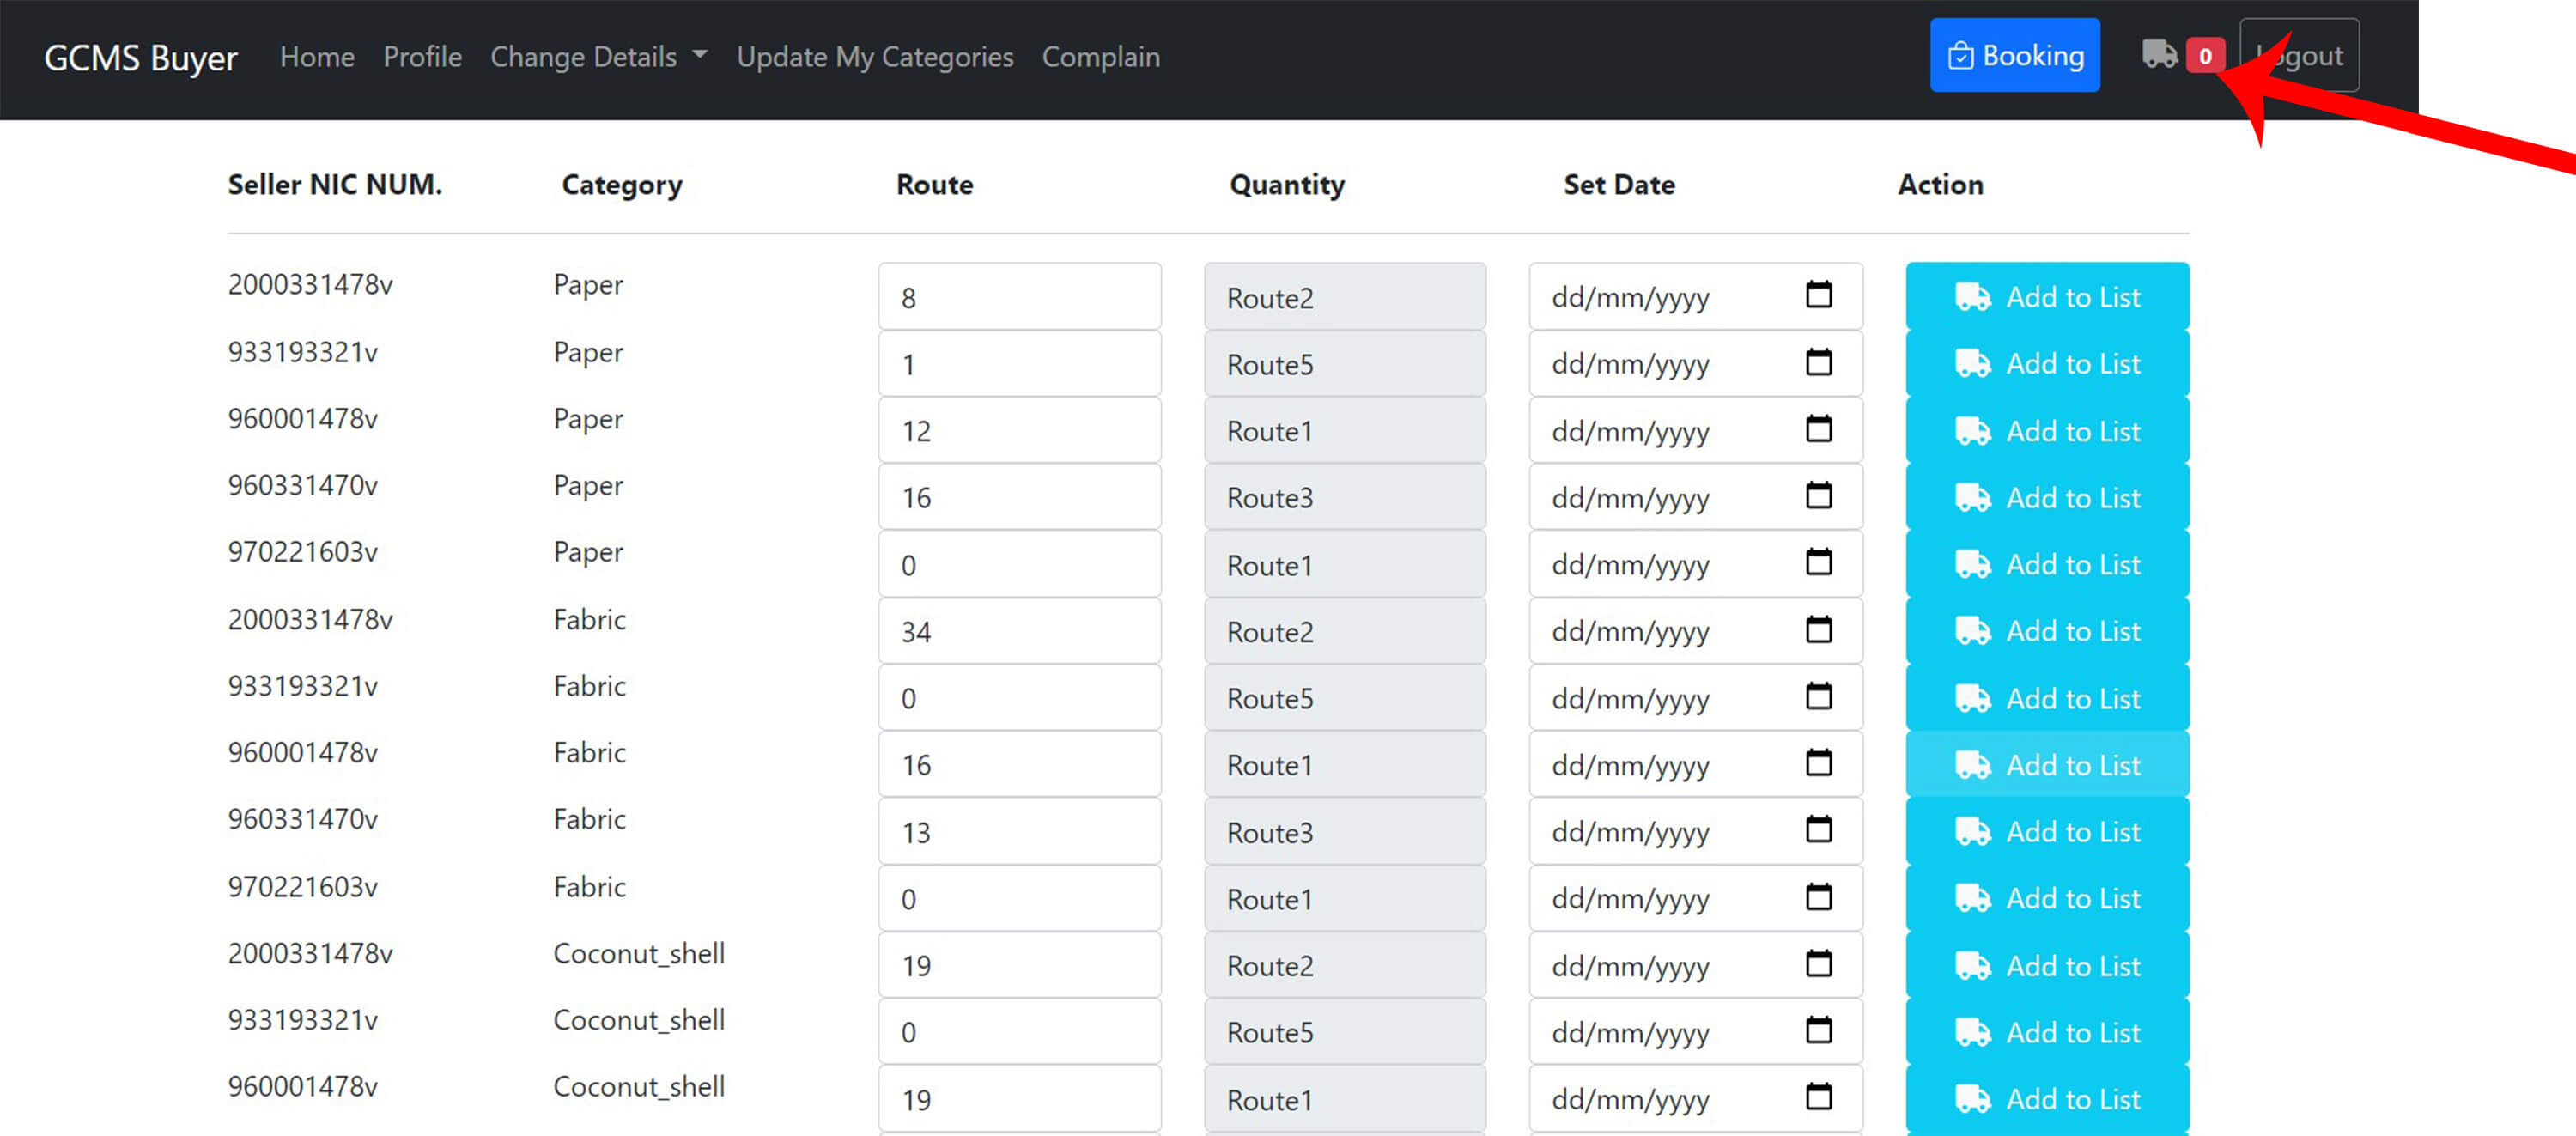 GCMS Buyer Home Profile Change Details Update My Categories Complain Booking 0
Seller NIC NUM. Category Route Quantity Set Date Action
2000331478v Paper 8 Route2 dd/mm/yyyy Add to List
933193321v Paper 1 Route5 dd/mm/yyyy Add to List
960001478v Paper 12 Route1 dd/mm/yyyy Add to List
960331470v Paper 16 Route3 dd/mm/yyyy Add to List
970221603v Paper 0 Route1 dd/mm/yyyy Add to List
2000331478v Fabric 34 Route2 dd/mm/yyyy Add to List
933193321v Fabric 0 Route5 dd/mm/yyyy Add to List
960001478v Fabric 16 Route1 dd/mm/yyyy Add to List
960331470v Fabric 13 Route3 dd/mm/yyyy Add to List
970221603v Fabric 0 Route1 dd/mm/yyyy Add to List
2000331478v Coconut_shell 19 Route2 dd/mm/yyyy Add to List
933193321v Coconut_shell 0 Route5 dd/mm/yyyy Add to List
960001478v Coconut_shell 19 Route1 dd/mm/yyyy Add to List